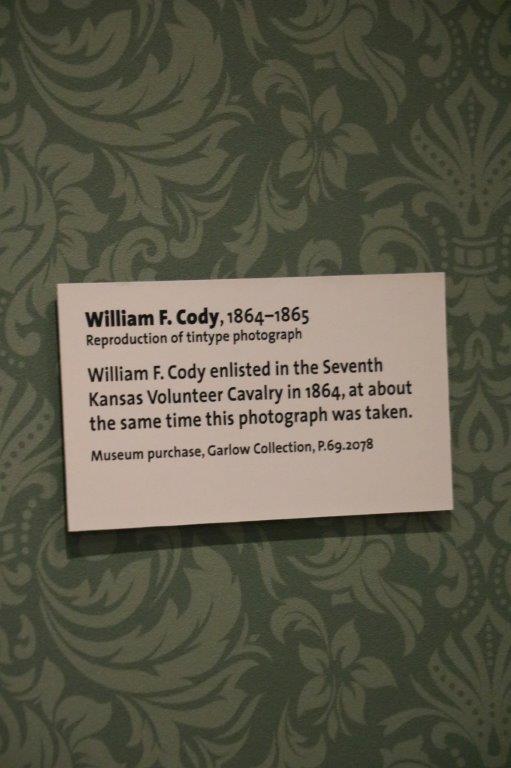 William F. Cody, 1864–1865
Reproduction of tintype photograph
William F. Cody enlisted in the Seventh
Kansas Volunteer Cavalry in 1864, at about
the same time this photograph was taken.
Museum purchase, Garlow Collection, P.69.2078